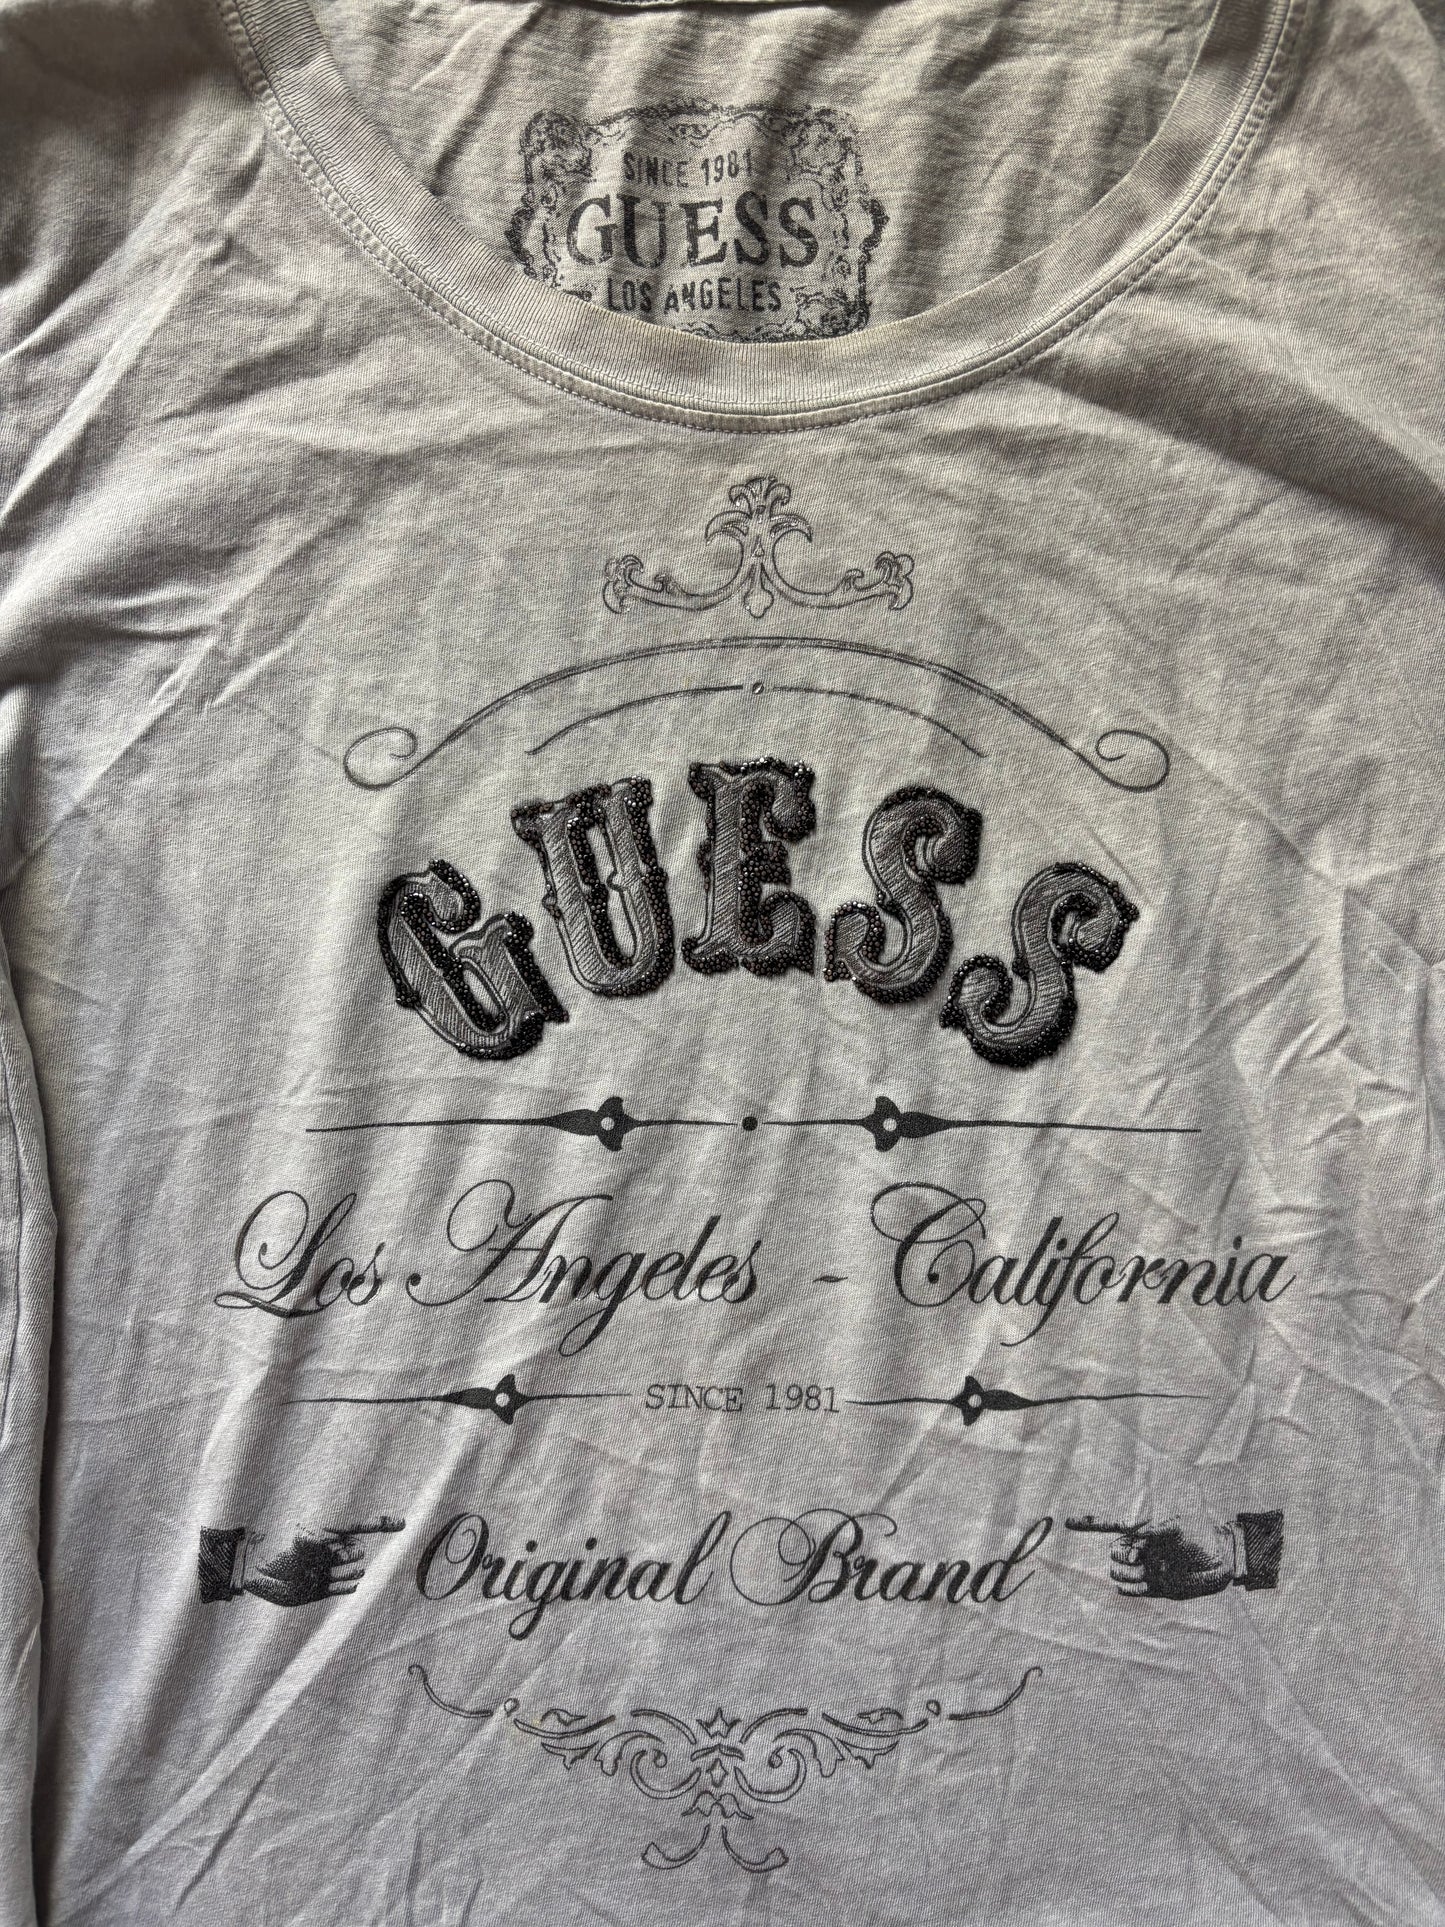 SINCE 1981
GUESS
LOS ANGELES
GUESS
Los Angeles - California
SINCE 1981
Original Brand